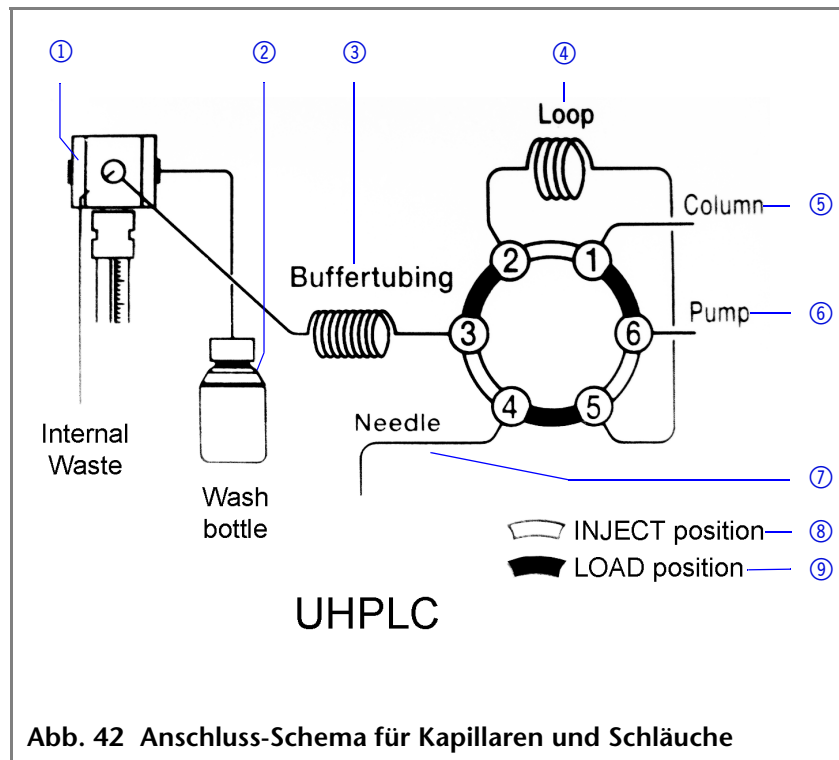 ① ② ③ ④
Loop
Column ⑤
2 1
Buffertubing
Pump ⑥
3 6
4 5
Needle
Internal
Waste
⑦
Wash
bottle
INJECT position ⑧
LOAD position ⑨
UHPLC
Abb. 42 Anschluss-Schema für Kapillaren und Schläuche